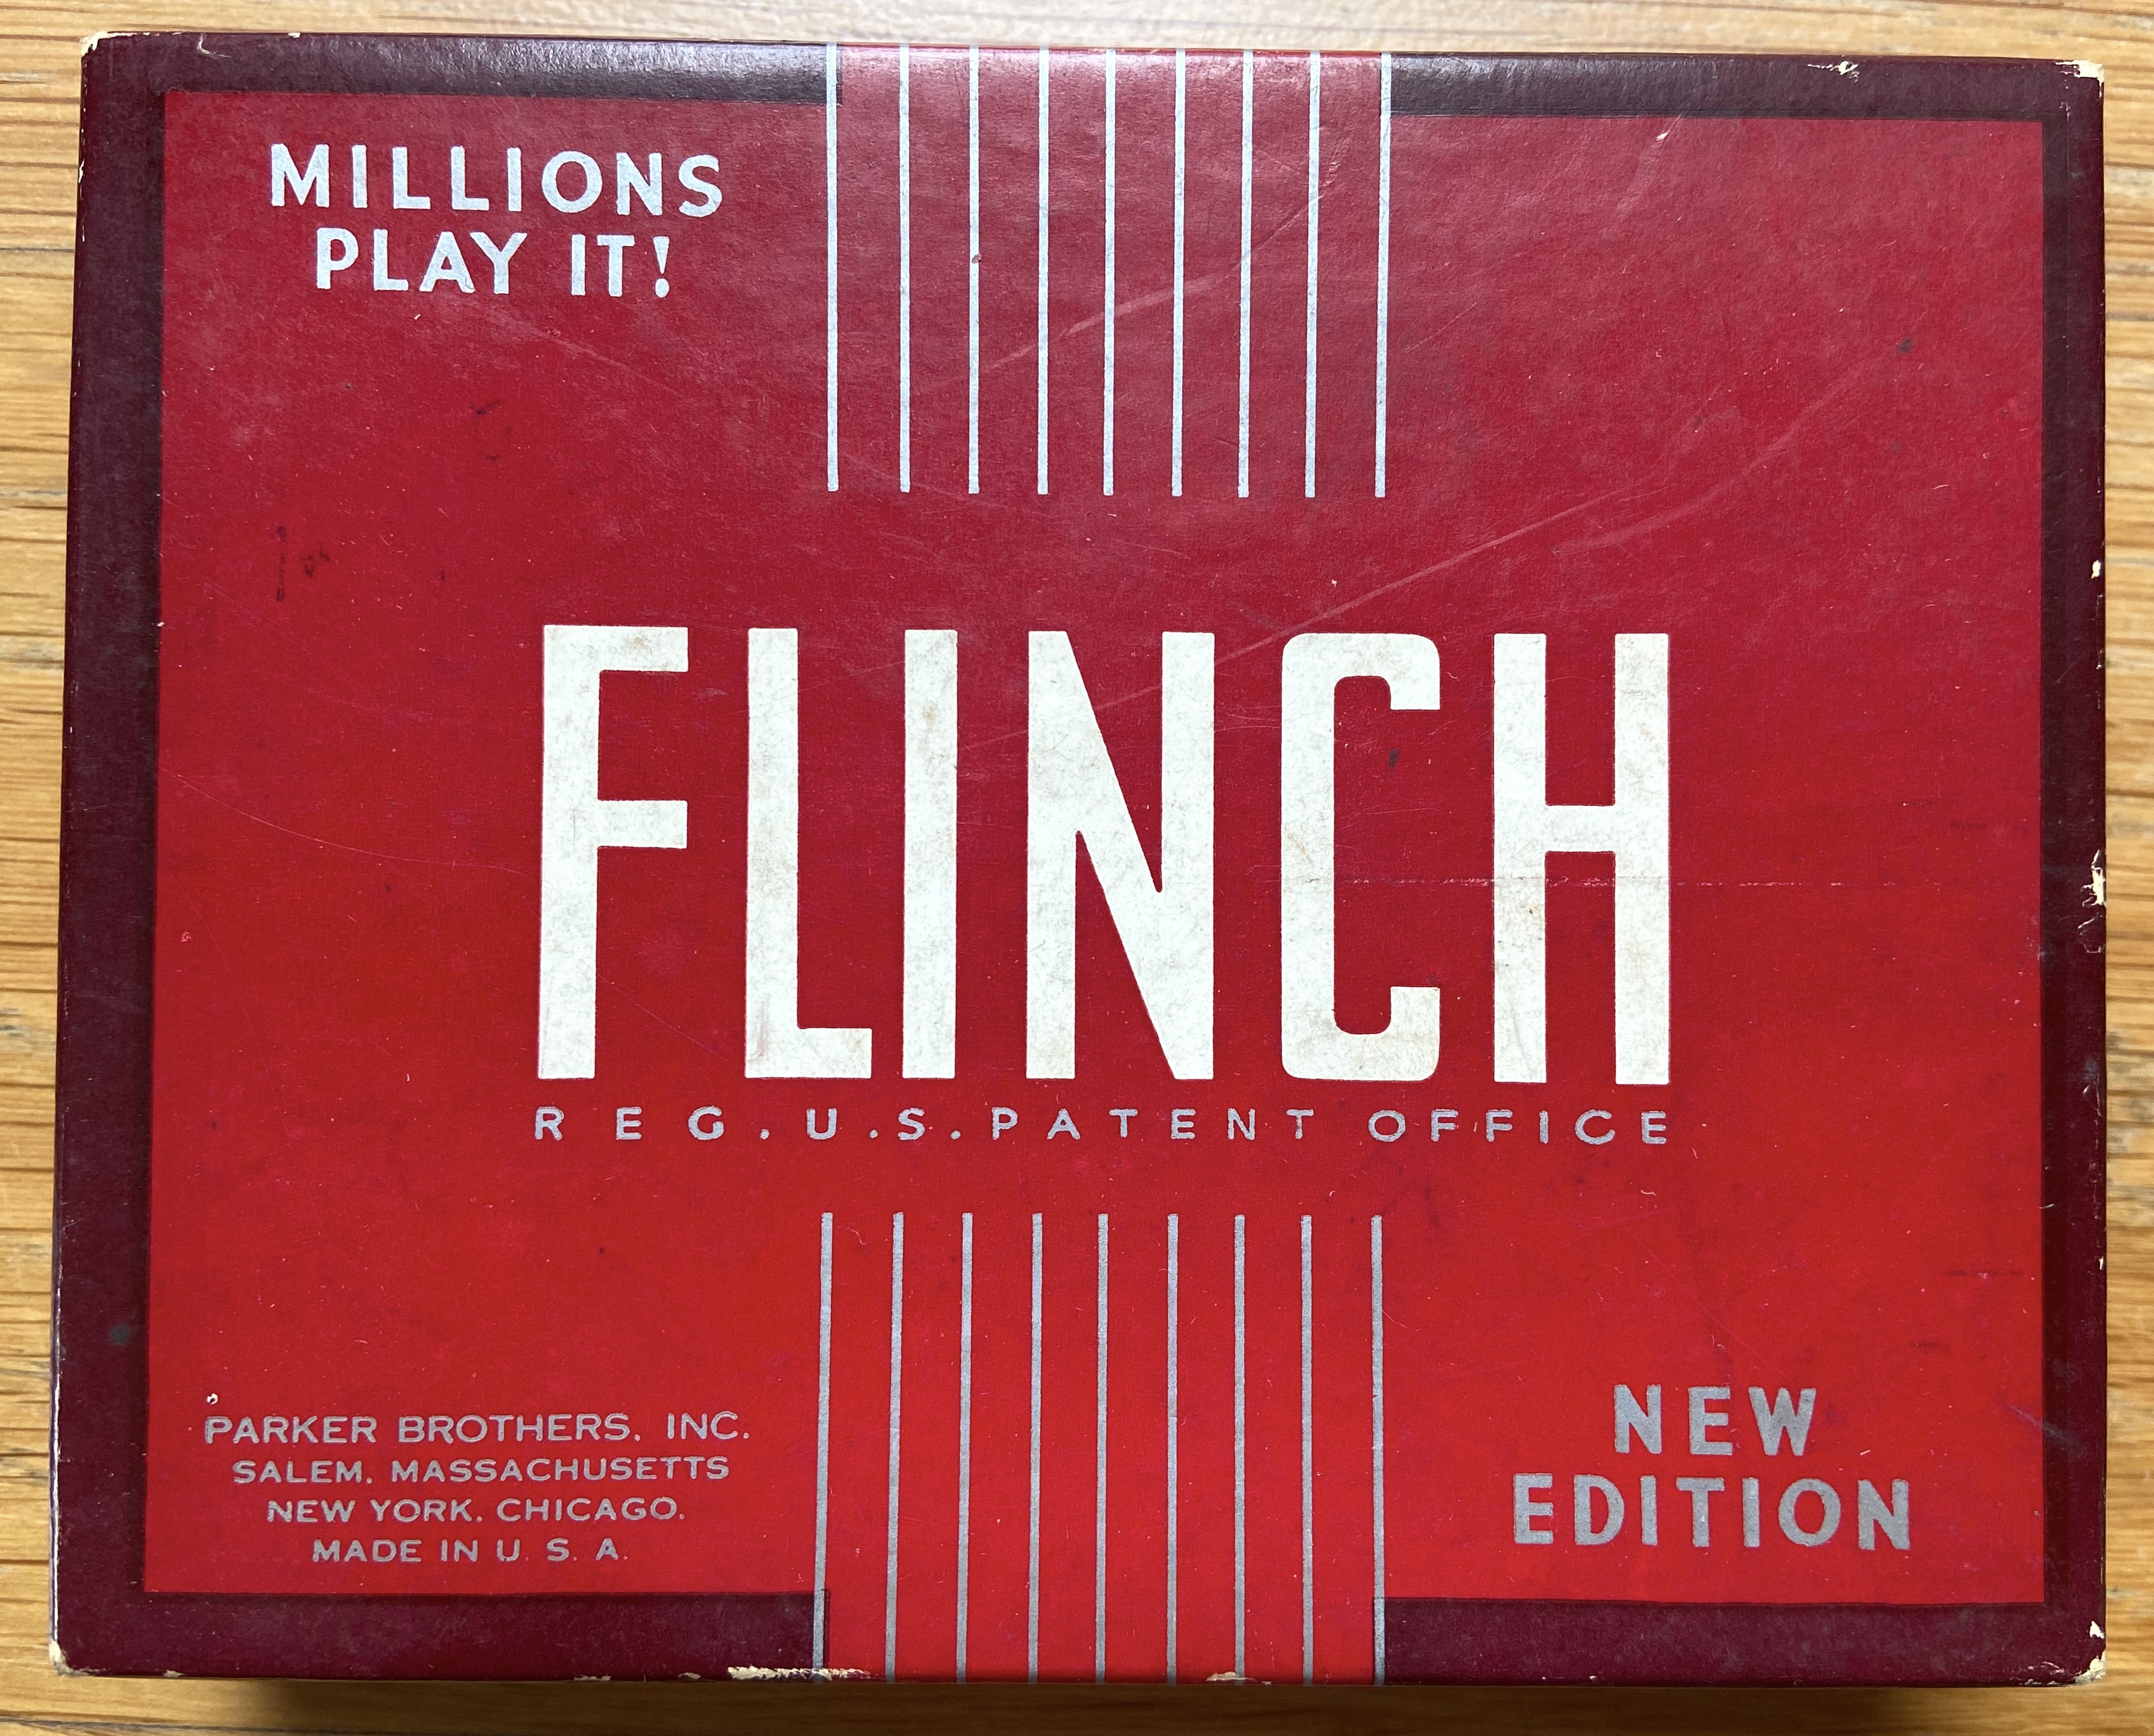 MILLIONS
PLAY IT!
FLINCH
REG. U.S. PATENT OFFICE
PARKER BROTHERS, INC.
SALEM, MASSACHUSETTS
NEW YORK, CHICAGO.
MADE IN U. S. A.
NEW
EDITION